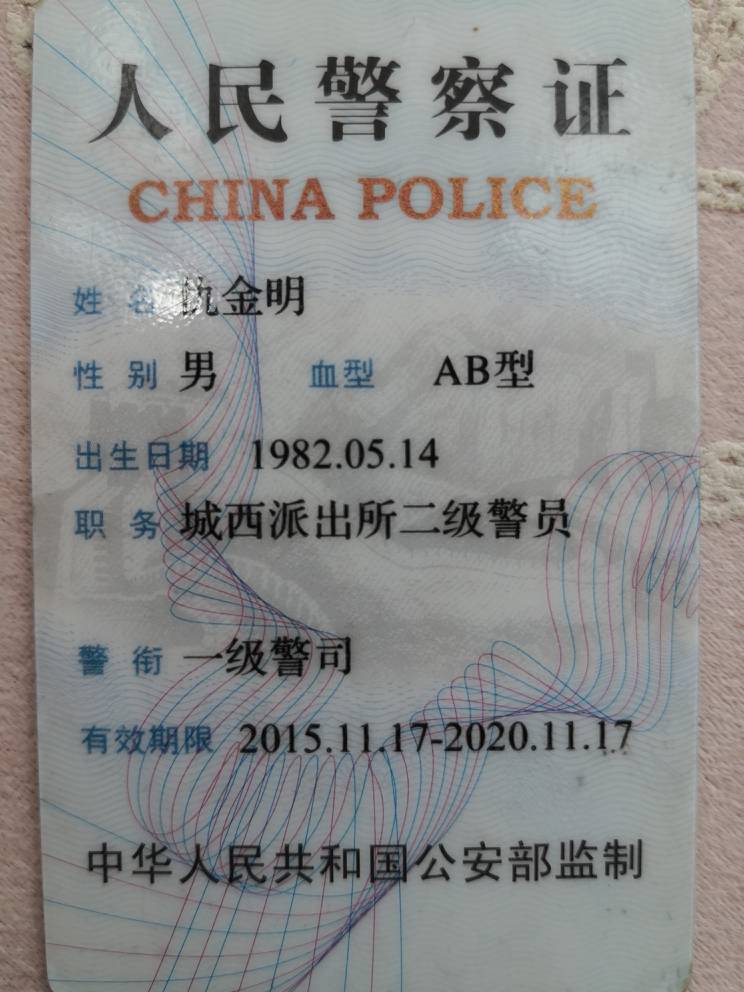 人民警察证
CHINA POLICE
姓 名 仇金明
性 别 男 血型 AB型
出生日期 1982.05.14
职 务 城西派出所二级警员
警 衔 一级警司
有效期限 2015.11.17-2020.11.17
中华人民共和国公安部监制